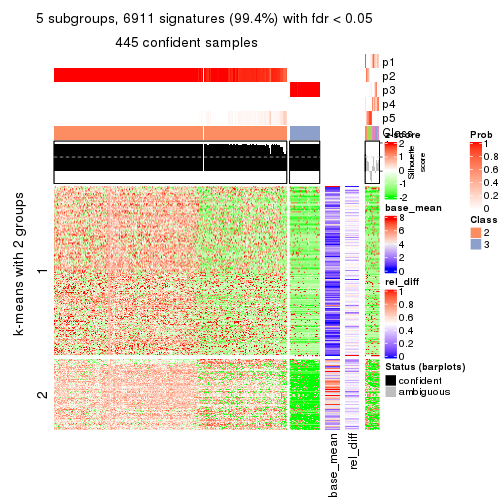 5 subgroups, 6911 signatures (99.4%) with fdr < 0.05
445 confident samples
p1
p2
p3
p4
p5
Class
z-score
2
1
0
-1
-2
Silhouette
score
Prob
1
0.8
0.6
0.4
0.2
0
Class
2
3
base_mean
8
6
4
2
0
rel_diff
1
0.8
0.6
0.4
0.2
0
Status (barplots)
confident
ambiguous
k-means with 2 groups
1
2
base_mean
rel_diff